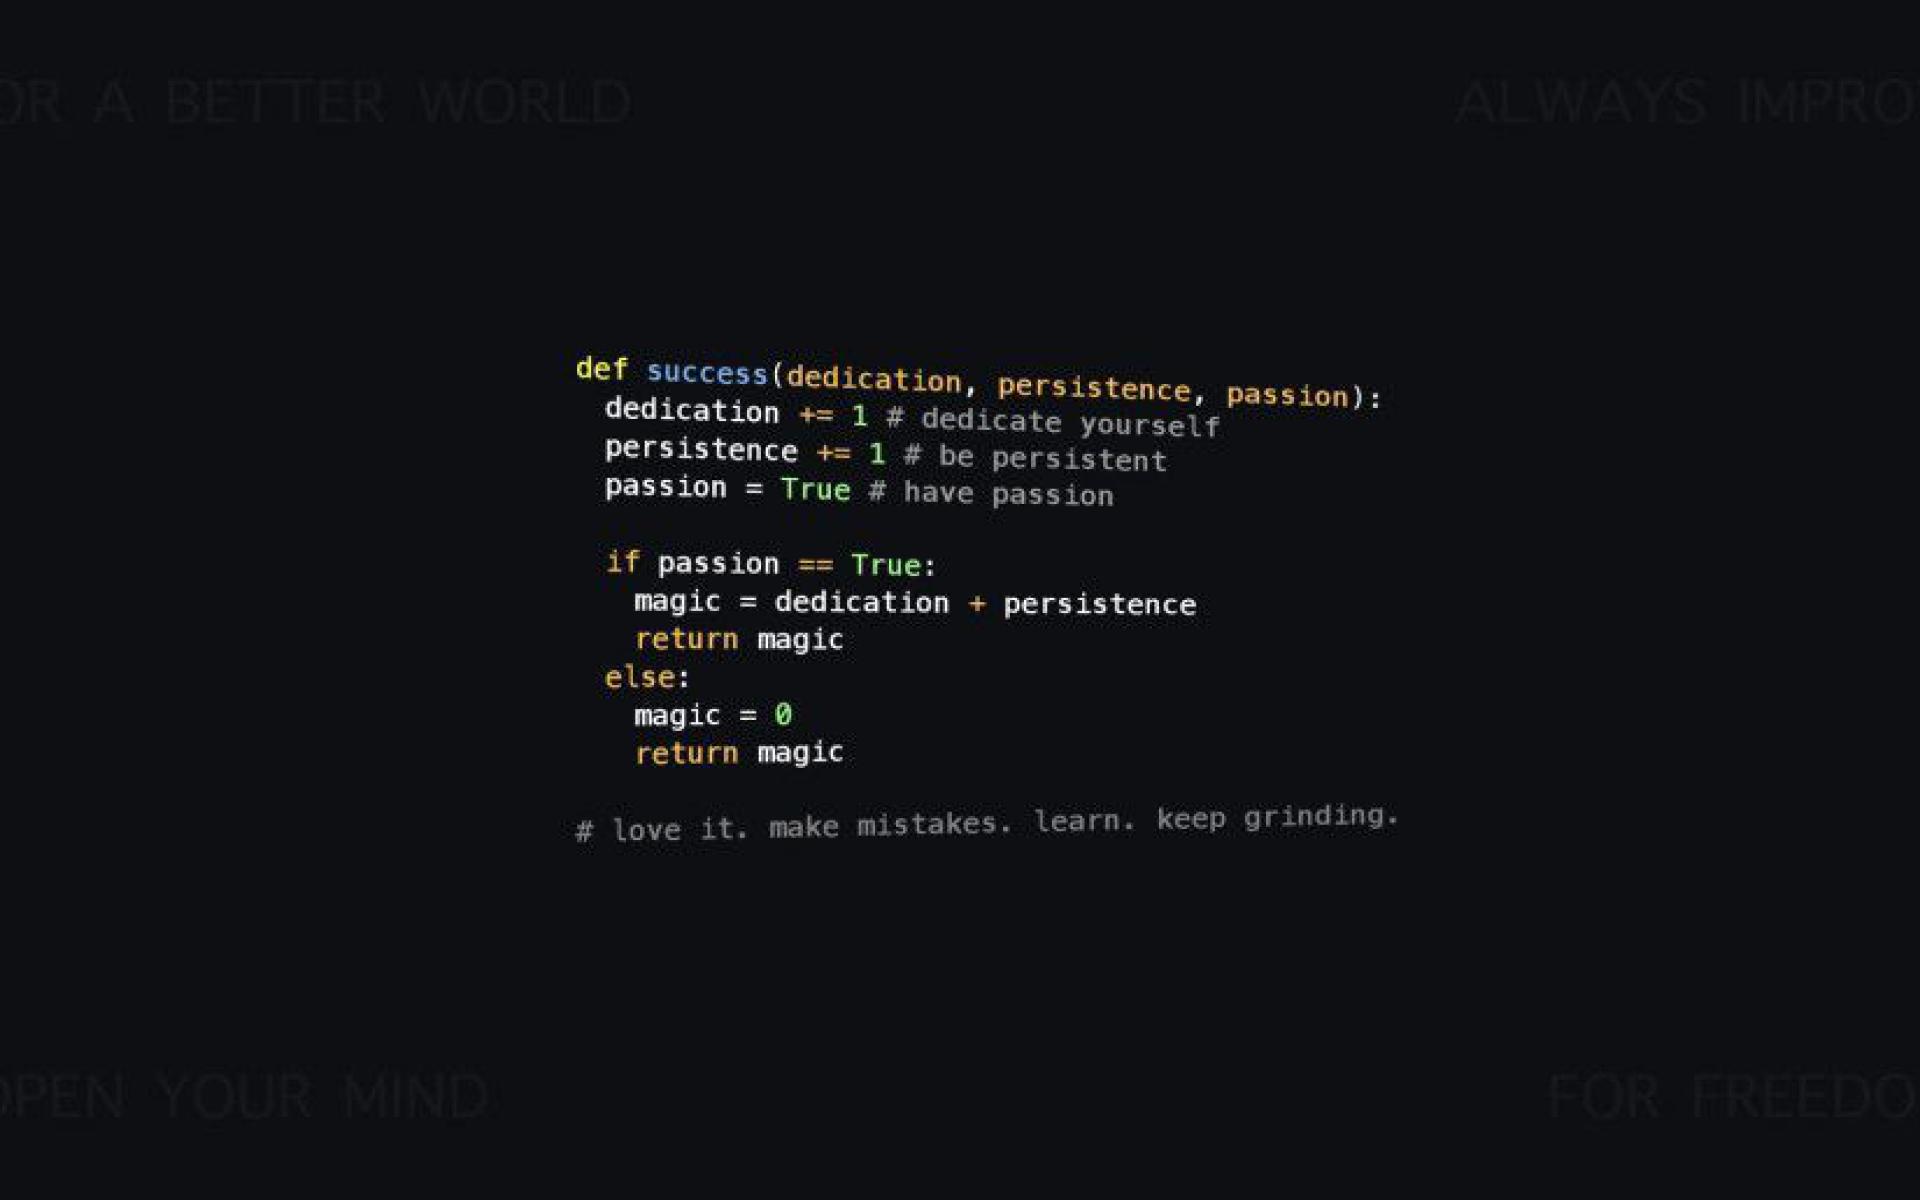 OR A BETTER WORLD
ALWAYS IMPRO
def success(dedication, persistence, passion):
  dedication += 1 # dedicate yourself
  persistence += 1 # be persistent
  passion = True # have passion

  if passion == True:
    magic = dedication + persistence
    return magic
  else:
    magic = 0
    return magic

# love it. make mistakes. learn. keep grinding.
OPEN YOUR MIND
FOR FREEDO